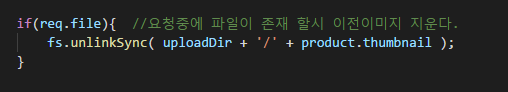 if(req.file){  //요청중에 파일이 존재 할시 이전이미지 지운다.
    fs.unlinkSync( uploadDir + '/' + product.thumbnail );
}